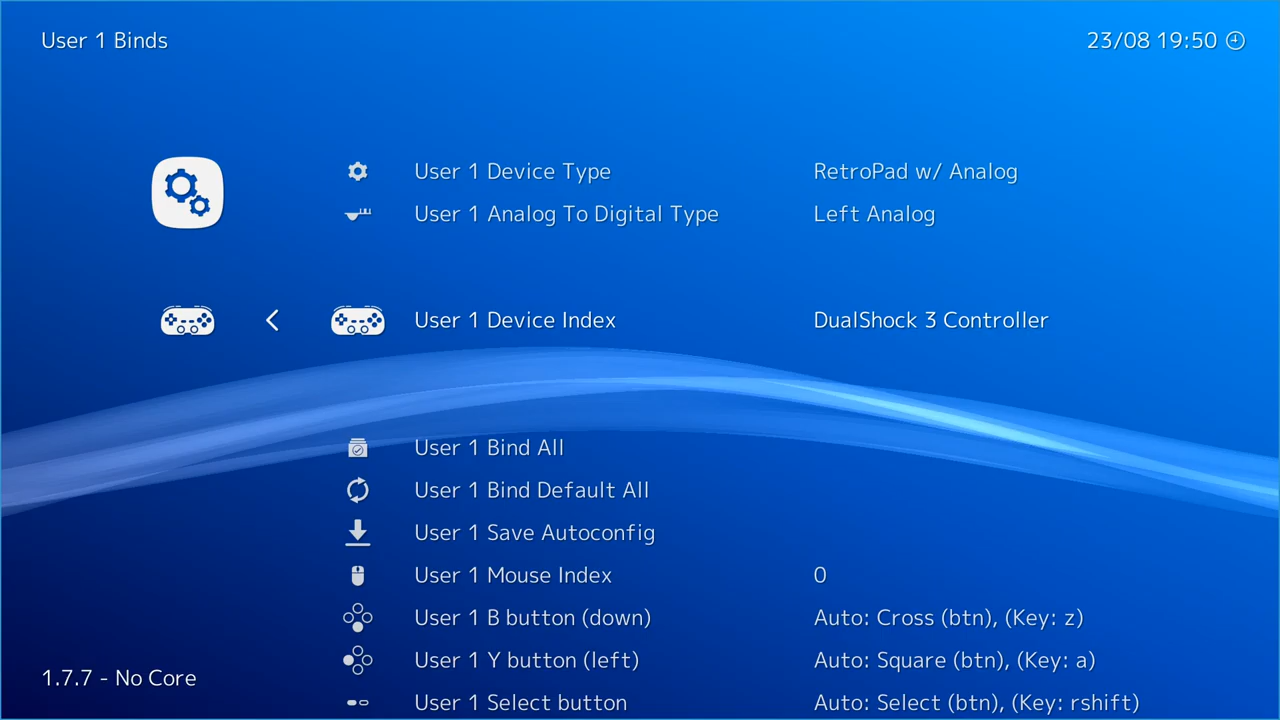 User 1 Binds 23/08 19:50
User 1 Device Type RetroPad w/ Analog
User 1 Analog To Digital Type Left Analog
User 1 Device Index DualShock 3 Controller
User 1 Bind All
User 1 Bind Default All
User 1 Save Autoconfig
User 1 Mouse Index 0
User 1 B button (down) Auto: Cross (btn), (Key: z)
User 1 Y button (left) Auto: Square (btn), (Key: a)
1.7.7 - No Core
User 1 Select button Auto: Select (btn), (Key: rshift)